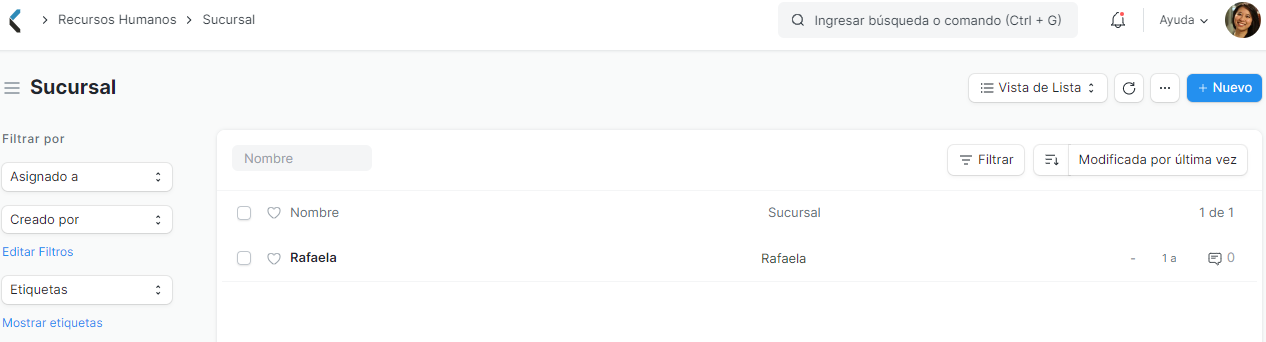 Recursos Humanos Sucursal Ingresar búsqueda o comando (Ctrl + G) Ayuda
Sucursal Vista de Lista ... + Nuevo
Filtrar por
Nombre Filtrar Modificada por última vez
Asignado a
Nombre Sucursal 1 de 1
Creado por
Editar Filtros
Rafaela Rafaela - 1 a 0
Etiquetas
Mostrar etiquetas